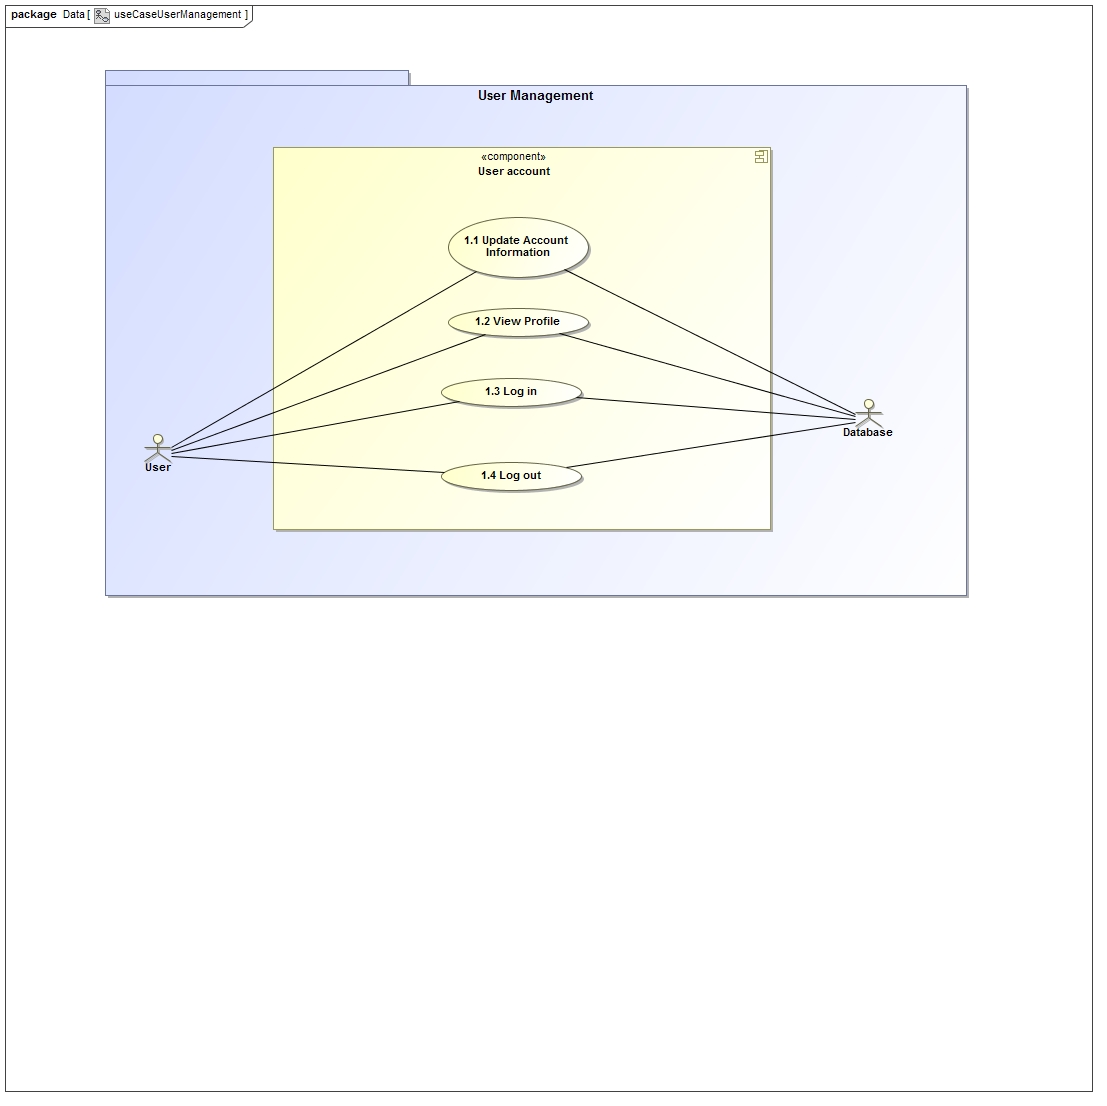 package Data [ useCaseUserManagement ]
User Management
«component»
User account
1.1 Update Account
Information
1.2 View Profile
1.3 Log in
Database
User
1.4 Log out